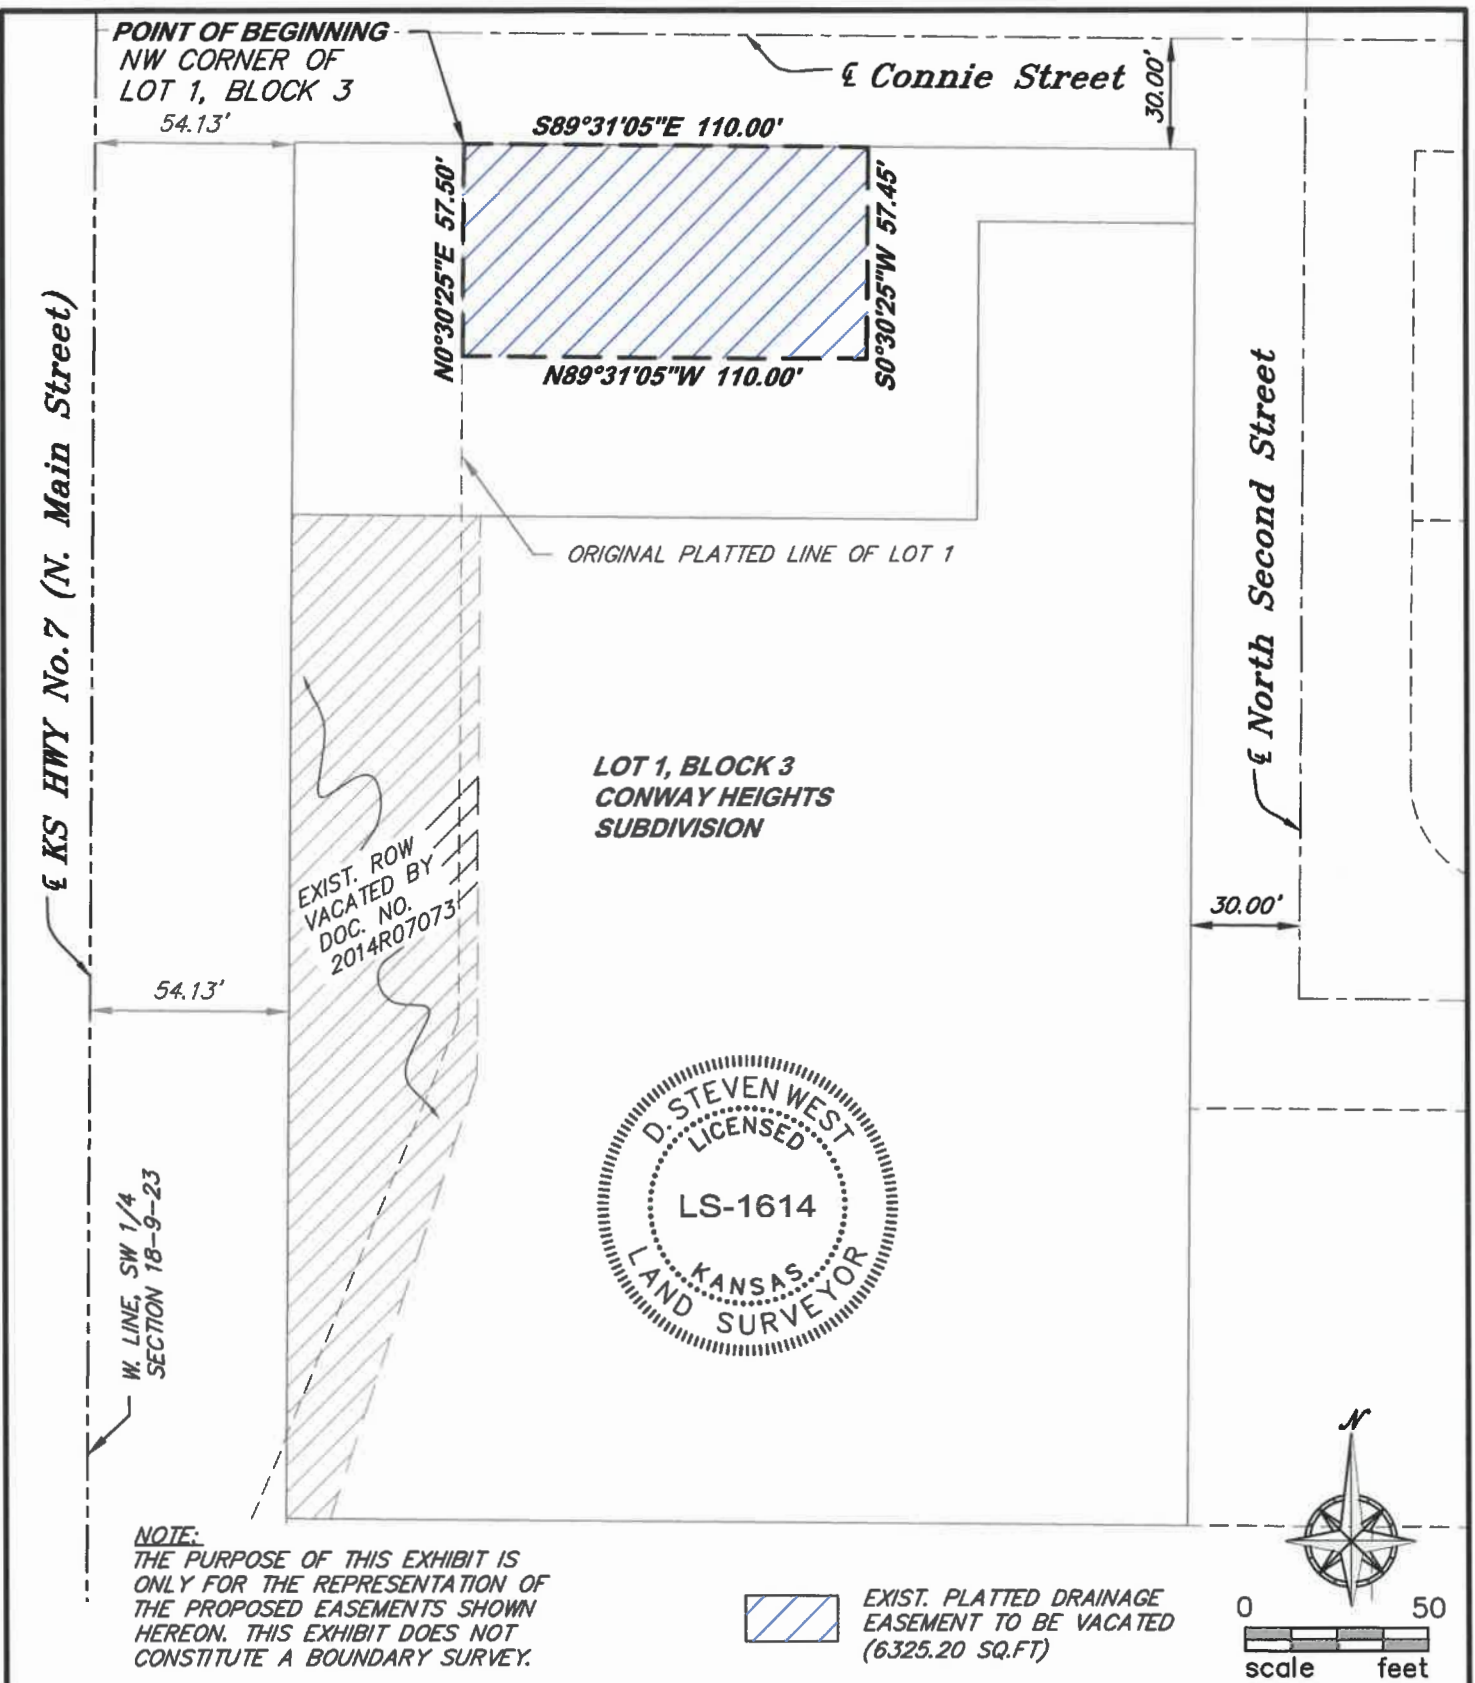 POINT OF BEGINNING
NW CORNER OF
LOT 1, BLOCK 3
54.13'
℄ Connie Street
30.00'
S89°31'05"E 110.00'
N0°30'25"E 57.50'
S0°30'25"W 57.45'
N89°31'05"W 110.00'
℄ KS HWY No.7 (N. Main Street)
ORIGINAL PLATTED LINE OF LOT 1
℄ North Second Street
LOT 1, BLOCK 3
CONWAY HEIGHTS
SUBDIVISION
EXIST. ROW
VACATED BY
DOC. NO.
2014R07073
30.00'
54.13'
D. STEVEN WEST
LICENSED
LS-1614
KANSAS
LAND SURVEYOR
W. LINE, SW 1/4
SECTION 18-9-23
N
NOTE:
THE PURPOSE OF THIS EXHIBIT IS
ONLY FOR THE REPRESENTATION OF
THE PROPOSED EASEMENTS SHOWN
HEREON. THIS EXHIBIT DOES NOT
CONSTITUTE A BOUNDARY SURVEY.
EXIST. PLATTED DRAINAGE
EASEMENT TO BE VACATED
(6325.20 SQ.FT)
0 50
scale feet